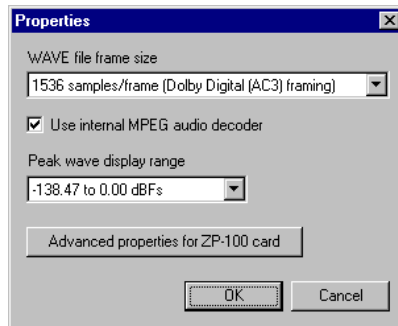 Properties
WAVE file frame size
1536 samples/frame (Dolby Digital (AC3) framing)
Use internal MPEG audio decoder
Peak wave display range
-138.47 to 0.00 dBFs
Advanced properties for ZP-100 card
OK
Cancel